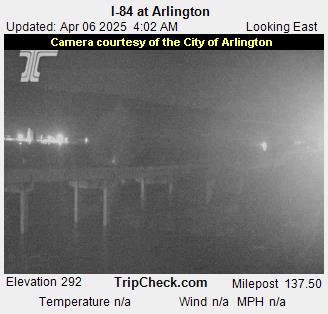 I-84 at Arlington
Updated: Apr 06 2025 4:02 AM Looking East
Camera courtesy of the City of Arlington
Elevation 292 TripCheck.com Milepost 137.50
Temperature n/a Wind n/a MPH n/a